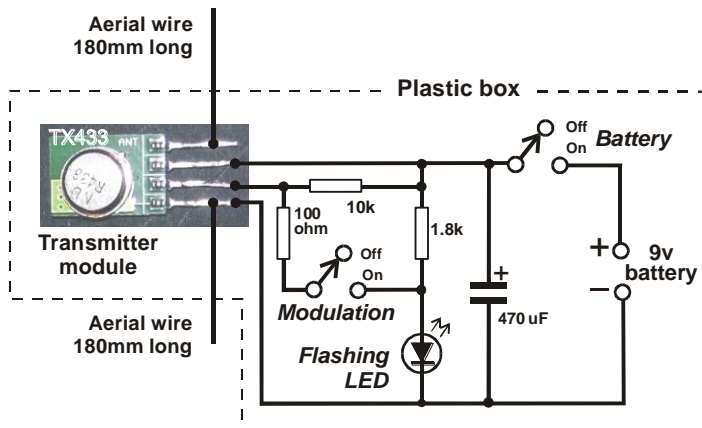 Aerial wire
180mm long
Plastic box
TX433
ANT
R433
Off
On
Battery
100
ohm
10k
1.8k
Transmitter
module
Off
On
Modulation
+
9v
battery
–
+
470 uF
Aerial wire
180mm long
Flashing
LED